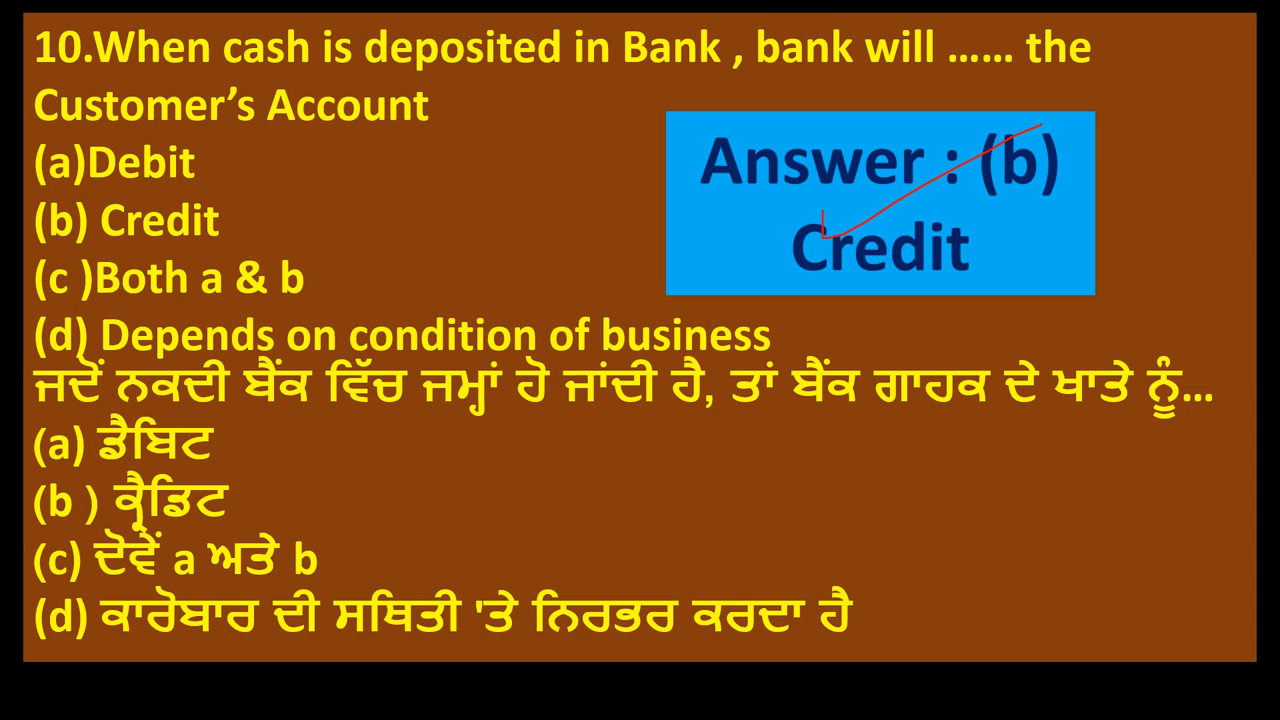 10.When cash is deposited in Bank , bank will ...... the
Customer’s Account
(a)Debit
(b) Credit
(c )Both a & b
(d) Depends on condition of business
Answer : (b)
Credit
ਜਦੋਂ ਨਕਦੀ ਬੈਂਕ ਵਿੱਚ ਜਮ੍ਹਾਂ ਹੋ ਜਾਂਦੀ ਹੈ, ਤਾਂ ਬੈਂਕ ਗਾਹਕ ਦੇ ਖਾਤੇ ਨੂੰ...
(a) ਡੈਬਿਟ
(b ) ਕ੍ਰੈਡਿਟ
(c) ਦੋਵੇਂ a ਅਤੇ b
(d) ਕਾਰੋਬਾਰ ਦੀ ਸਥਿਤੀ 'ਤੇ ਨਿਰਭਰ ਕਰਦਾ ਹੈ